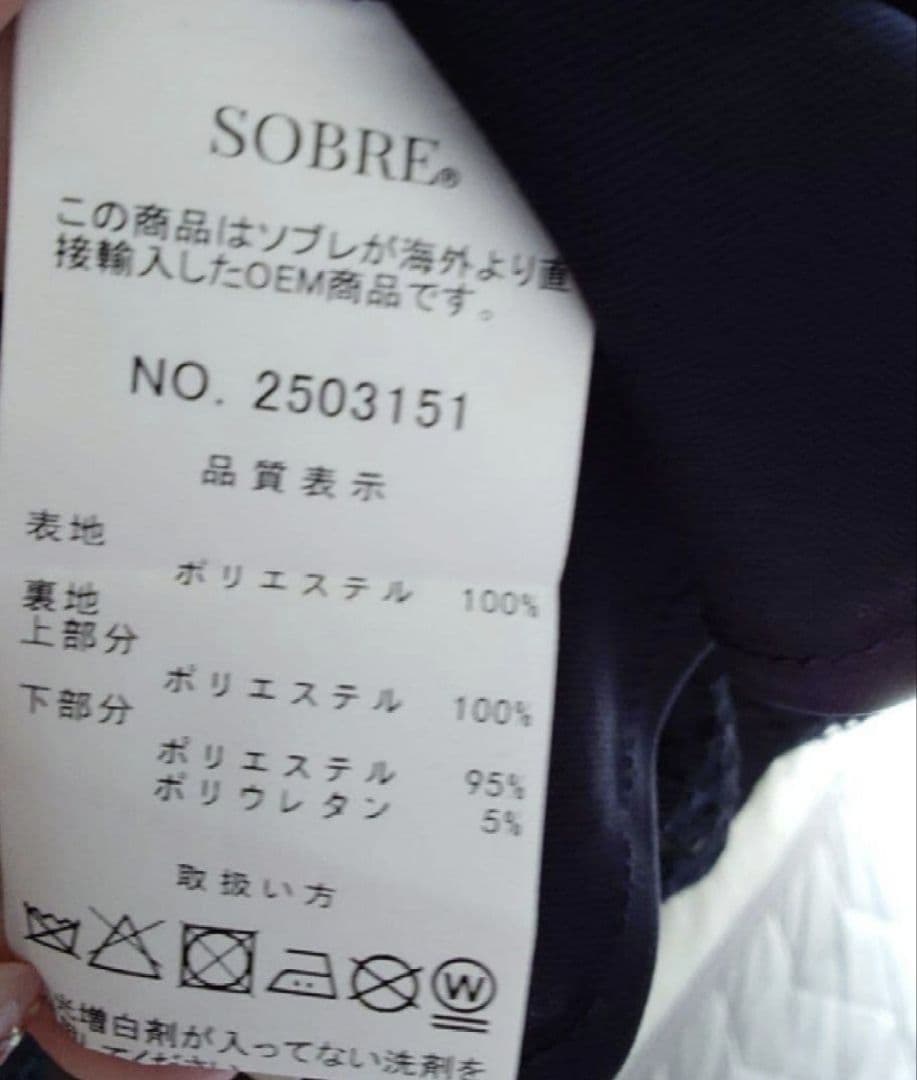 SOBRE®
この商品はソブレが海外より直
接輸入したOEM商品です。
NO. 2503151
品質表示
表地
ポリエステル 100%
裏地
上部分
ポリエステル 100%
下部分
ポリエステル 95%
ポリウレタン 5%
取扱い方
W
光増白剤が入ってない洗剤を